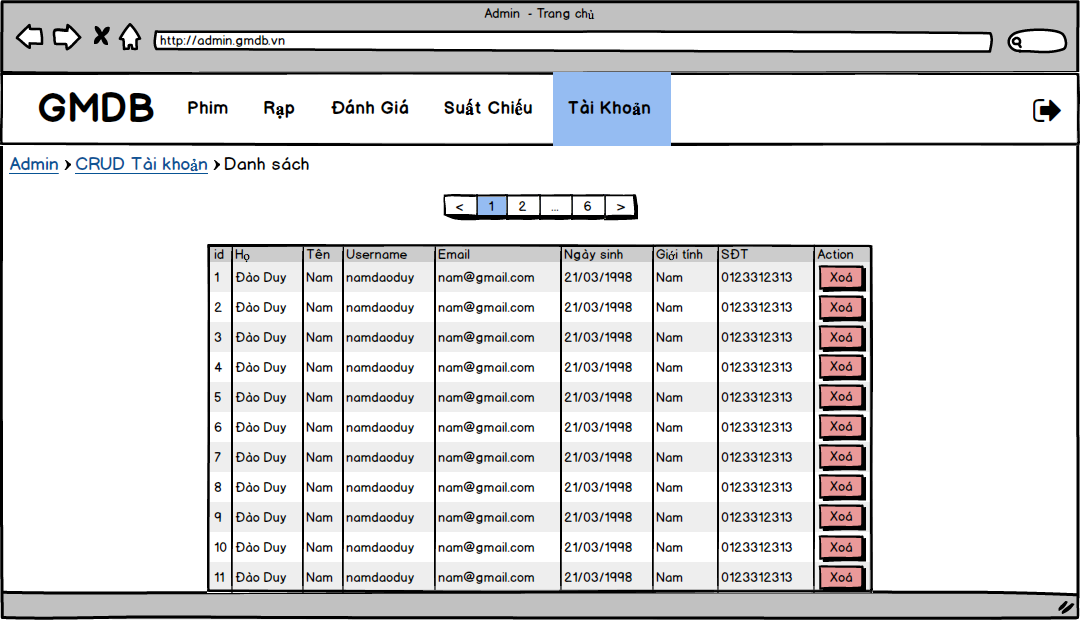 Admin - Trang chủ
http://admin.gmdb.vn
GMDB Phim Rạp Đánh Giá Suất Chiếu Tài Khoản
Admin › CRUD Tài khoản › Danh sách
< 1 2 ... 6 >
id Họ Tên Username Email Ngày sinh Giới tính SĐT Action
1 Đào Duy Nam namdaoduy nam@gmail.com 21/03/1998 Nam 0123312313 Xoá
2 Đào Duy Nam namdaoduy nam@gmail.com 21/03/1998 Nam 0123312313 Xoá
3 Đào Duy Nam namdaoduy nam@gmail.com 21/03/1998 Nam 0123312313 Xoá
4 Đào Duy Nam namdaoduy nam@gmail.com 21/03/1998 Nam 0123312313 Xoá
5 Đào Duy Nam namdaoduy nam@gmail.com 21/03/1998 Nam 0123312313 Xoá
6 Đào Duy Nam namdaoduy nam@gmail.com 21/03/1998 Nam 0123312313 Xoá
7 Đào Duy Nam namdaoduy nam@gmail.com 21/03/1998 Nam 0123312313 Xoá
8 Đào Duy Nam namdaoduy nam@gmail.com 21/03/1998 Nam 0123312313 Xoá
9 Đào Duy Nam namdaoduy nam@gmail.com 21/03/1998 Nam 0123312313 Xoá
10 Đào Duy Nam namdaoduy nam@gmail.com 21/03/1998 Nam 0123312313 Xoá
11 Đào Duy Nam namdaoduy nam@gmail.com 21/03/1998 Nam 0123312313 Xoá